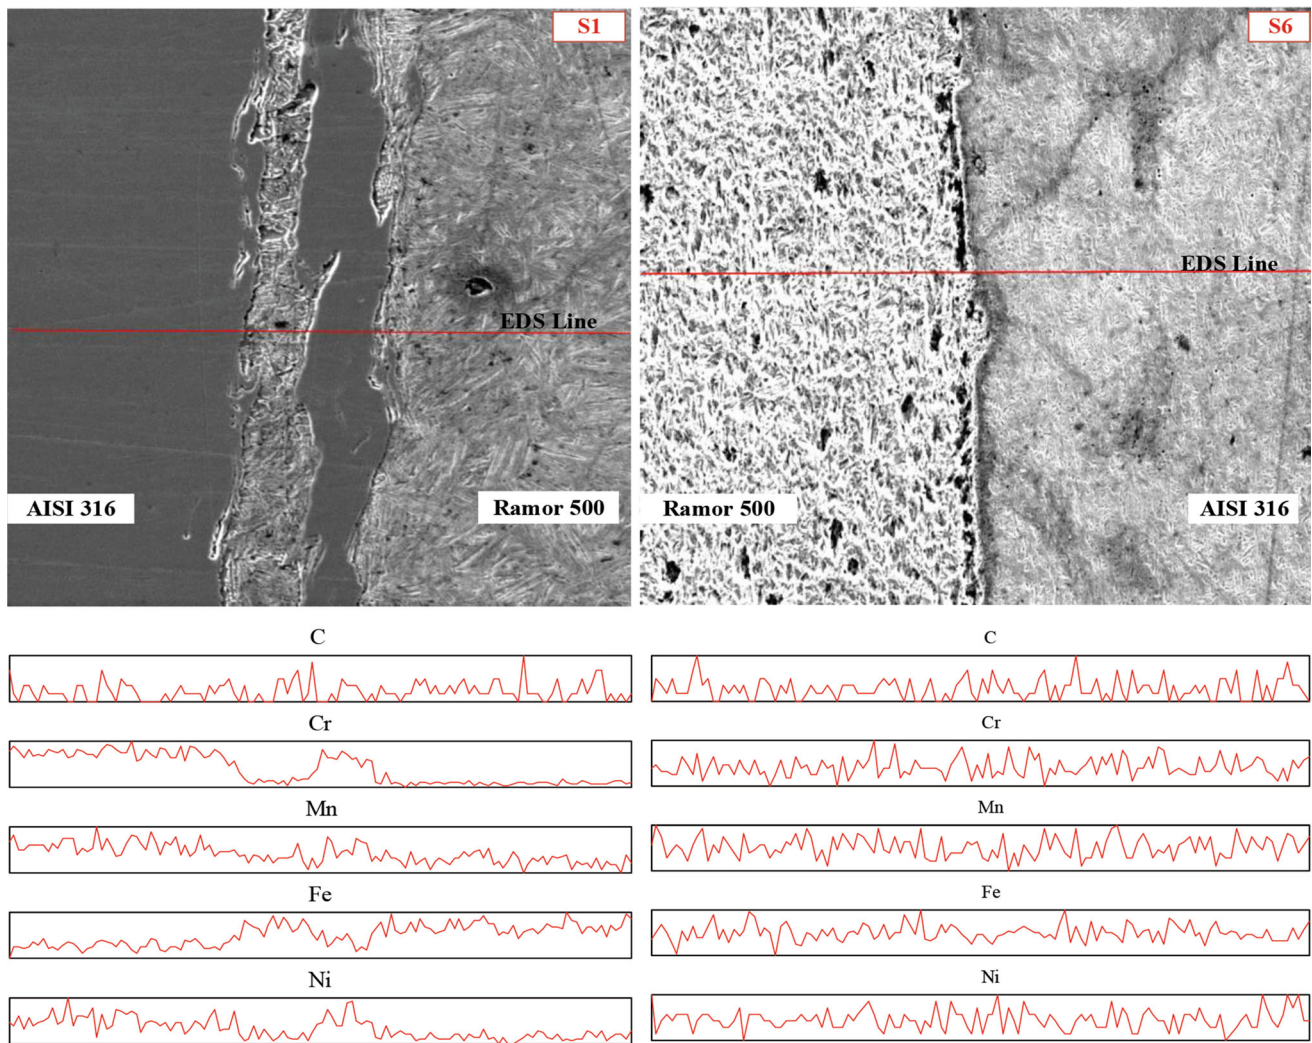 S1
EDS Line
AISI 316
Ramor 500
S6
EDS Line
Ramor 500
AISI 316
C
Cr
Mn
Fe
Ni
C
Cr
Mn
Fe
Ni